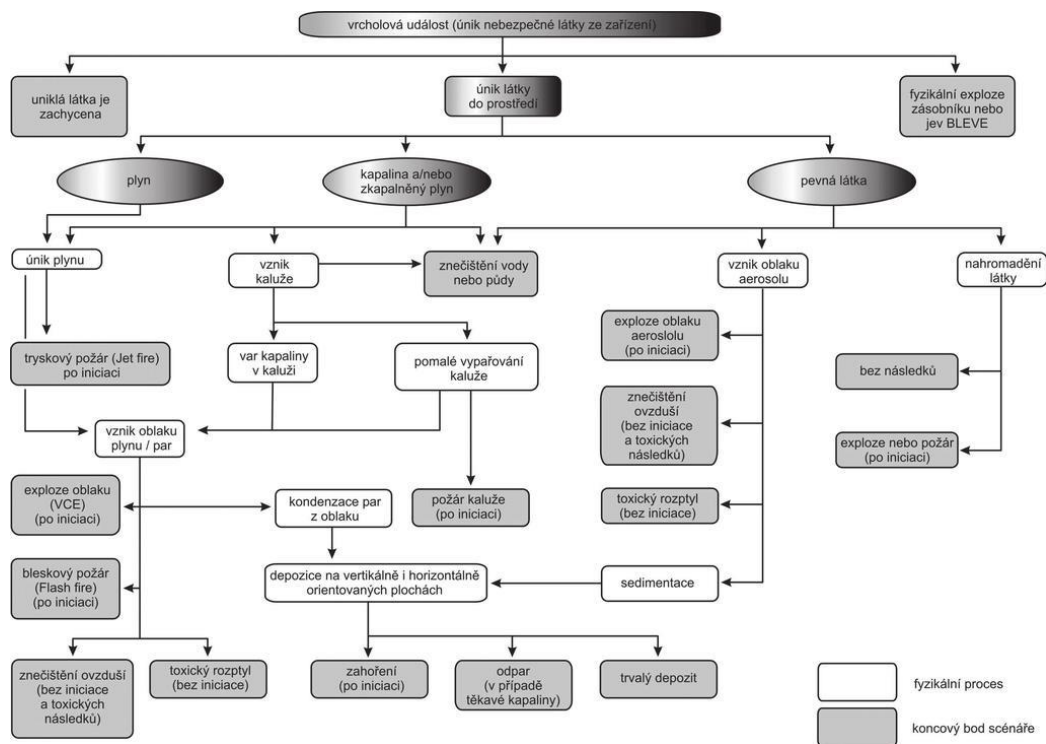 vrcholová událost (únik nebezpečné látky ze zařízení)
uniklá látka je
zachycena
únik látky
do prostředí
fyzikální exploze
zásobníku nebo
jev BLEVE
plyn
kapalina a/nebo
zkapalněný plyn
pevná látka
únik plynu
vznik
kaluže
znečištění vody
nebo půdy
vznik oblaku
aerosolu
nahromadění
látky
tryskový požár (Jet fire)
po iniciaci
var kapaliny
v kaluži
pomalé vypařování
kaluže
exploze oblaku
aeroslolu
(po iniciaci)
bez následků
vznik oblaku
plynu / par
znečištění
ovzduší
(bez iniciace
a toxických
následků)
exploze nebo požár
(po iniciaci)
exploze oblaku
(VCE)
(po iniciaci)
kondenzace par
z oblaku
požár kaluže
(po iniciaci)
toxický rozptyl
(bez iniciace)
bleskový požár
(Flash fire)
(po iniciaci)
depozice na vertikálně i horizontálně
orientovaných plochách
sedimentace
znečištění ovzduší
(bez iniciace
a toxických
následků)
toxický rozptyl
(bez iniciace)
zahoření
(po iniciaci)
odpar
(v případě
těkavé kapaliny)
trvalý depozit
fyzikální proces
koncový bod scénáře